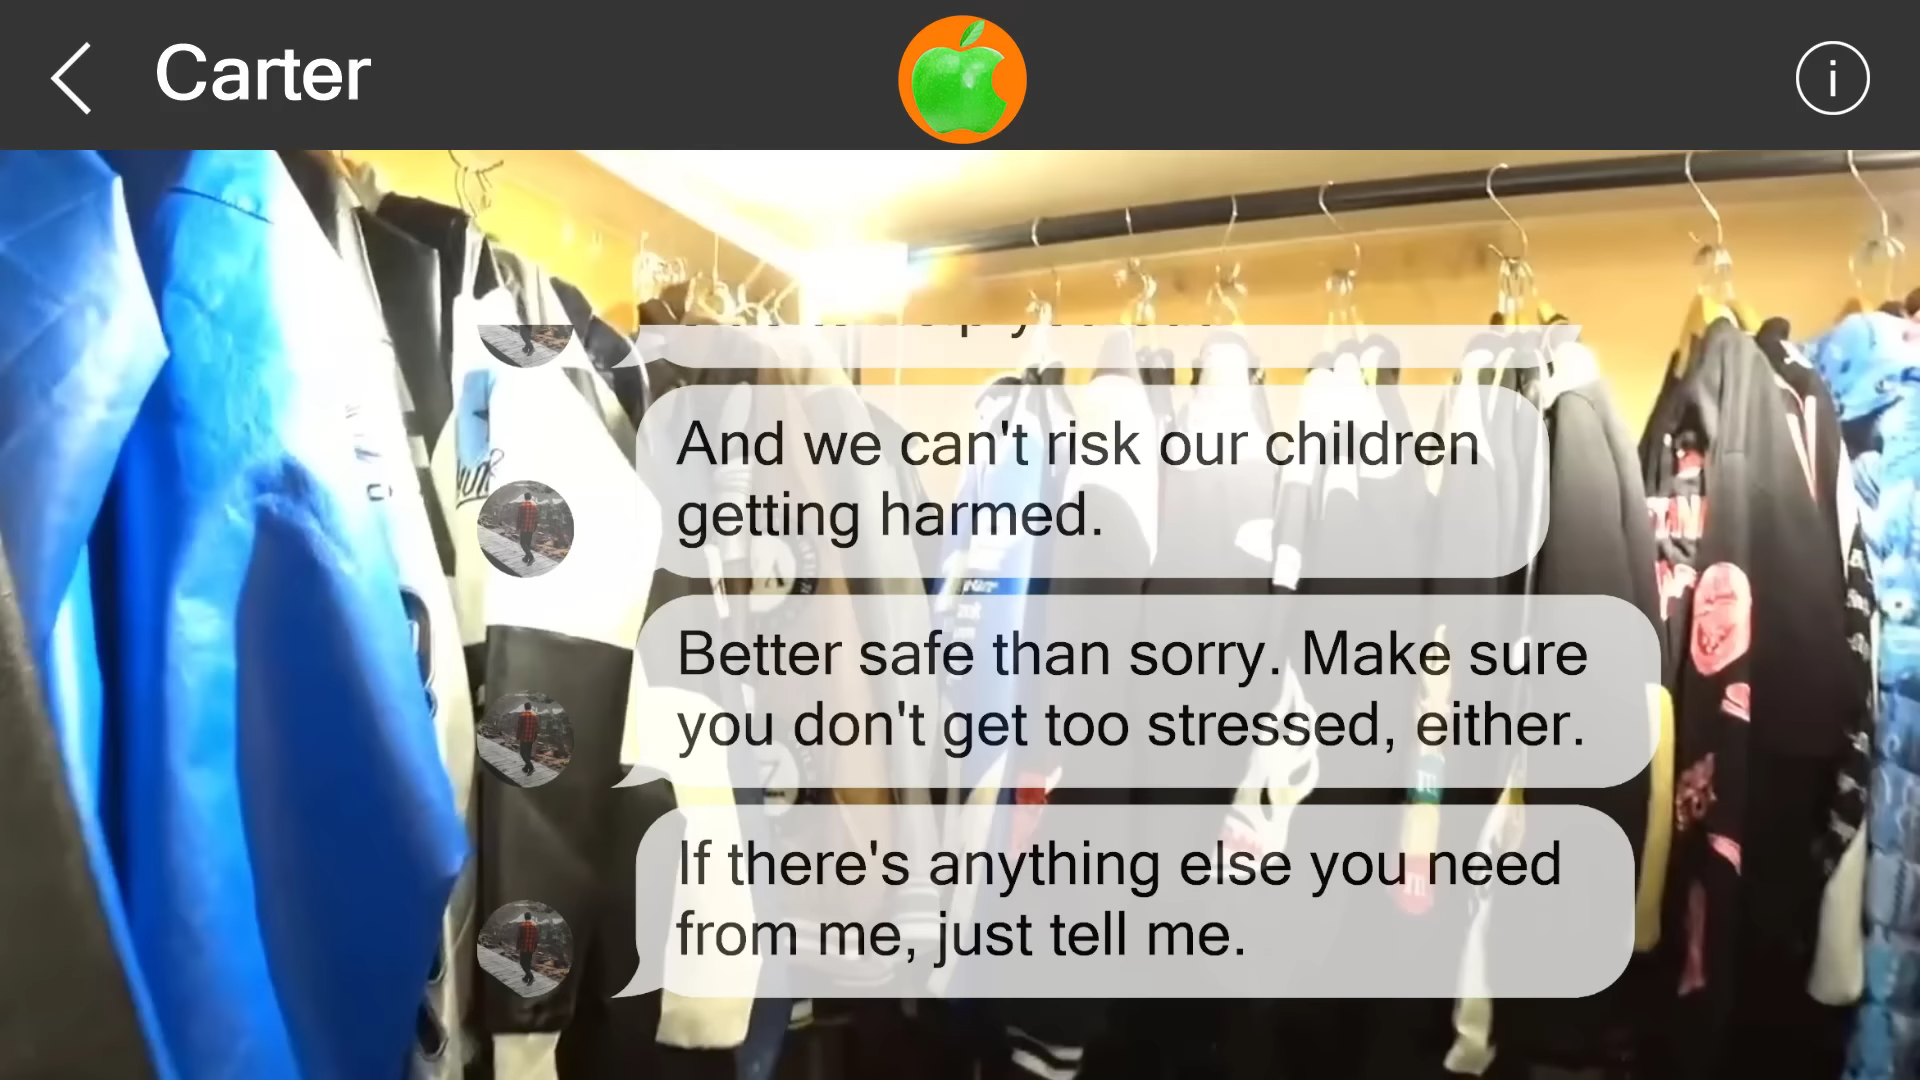 Carter
And we can't risk our children
getting harmed.
Better safe than sorry. Make sure
you don't get too stressed, either.
If there's anything else you need
from me, just tell me.